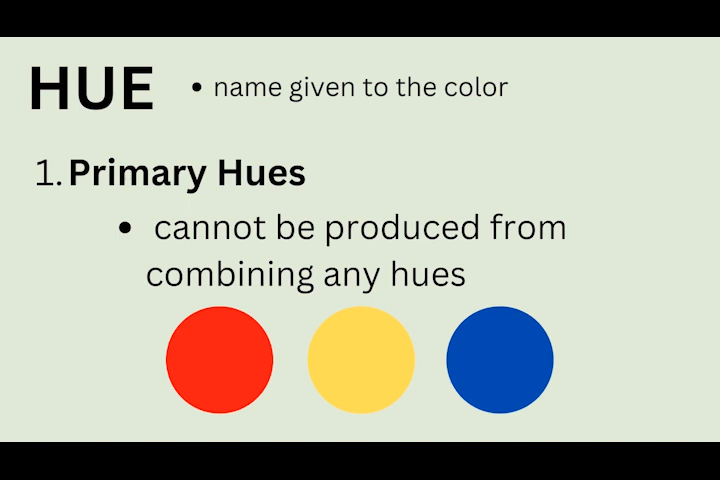 HUE • name given to the color
1. Primary Hues
• cannot be produced from
combining any hues